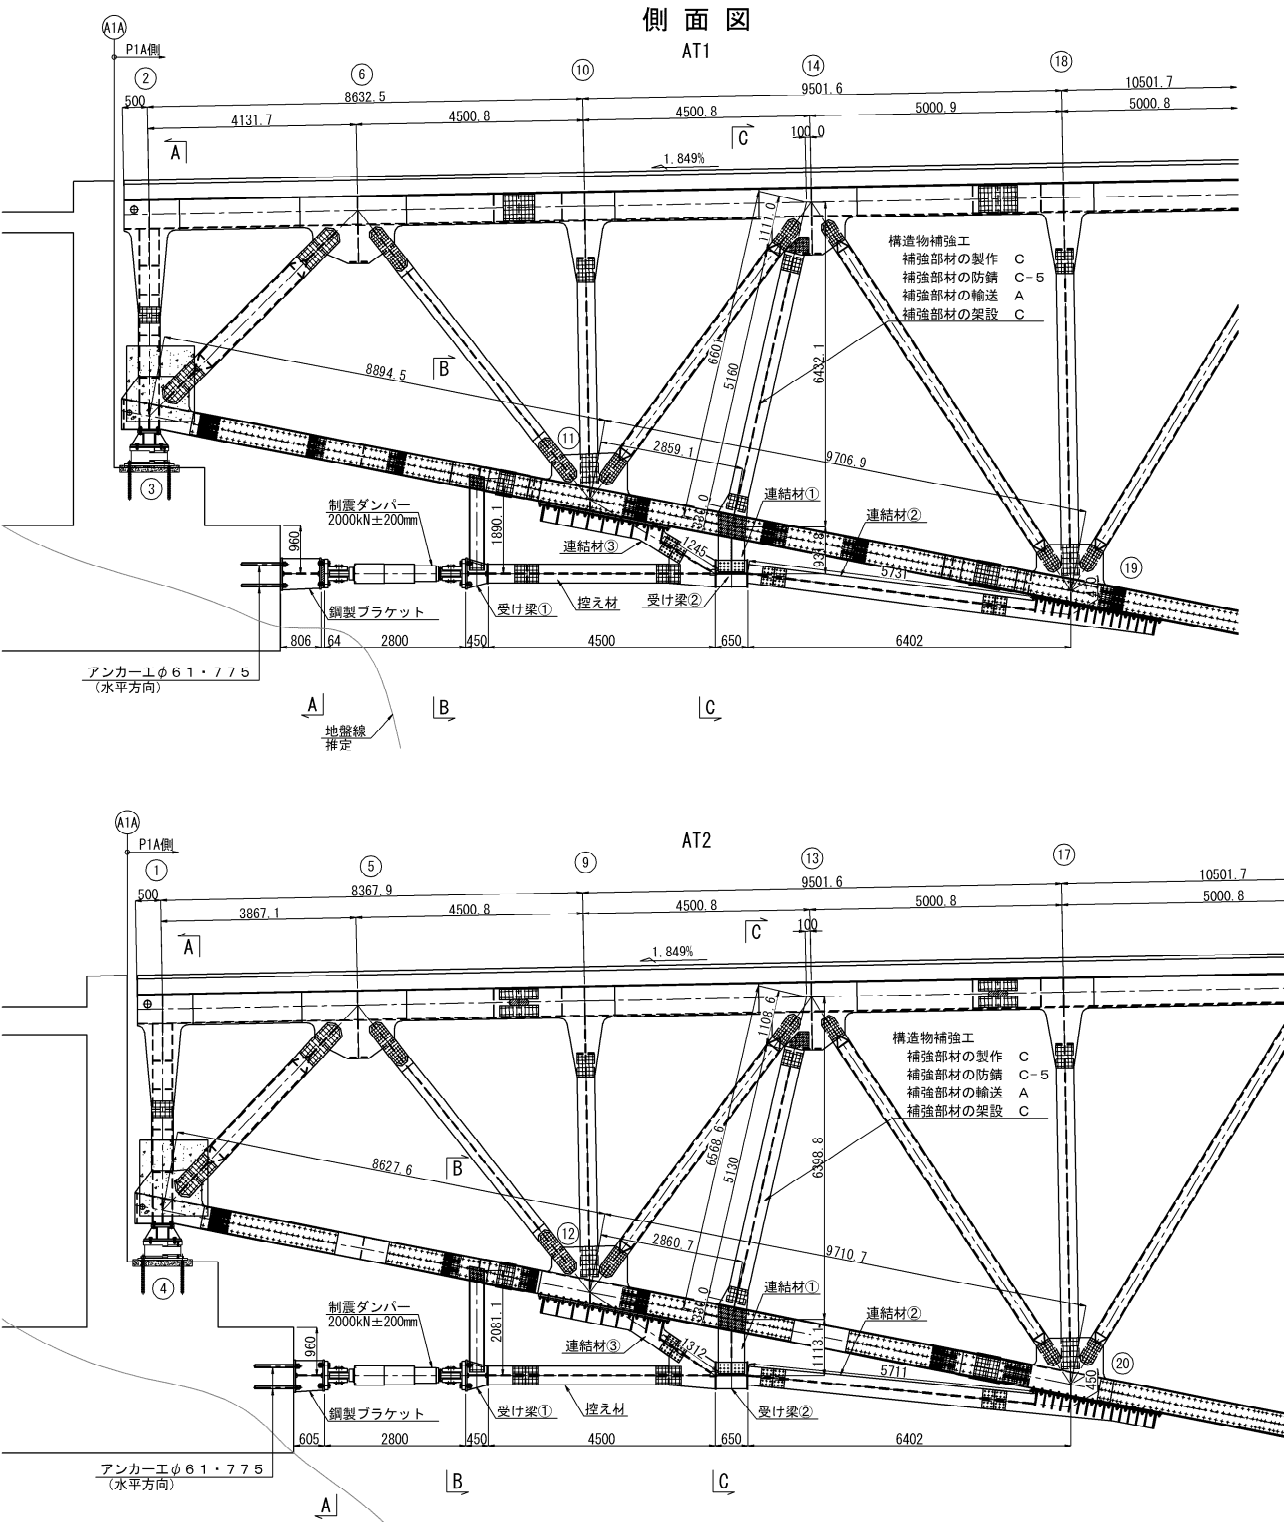 側面図
AT1
A1A
P1A側
2
6
10
14
18
500
8632.5
9501.6
10501.7
4131.7
4500.8
4500.8
5000.9
5000.8
A
C
100.0
1.849%
1111.0
構造物補強工
補強部材の製作 C
補強部材の防錆 C-5
補強部材の輸送 A
補強部材の架設 C
6601
5160
6432.1
8894.5
B
11
2859.1
9706.9
3
制震ダンパー
2000kN±200mm
960
1890.1
連結材①
連結材②
連結材③
1245
931.8
5731
19
鋼製ブラケット
受け梁①
控え材
受け梁②
806
64
2800
450
4500
650
6402
アンカー工φ61・775
(水平方向)
A
B
C
地盤線
推定
AT2
A1A
P1A側
1
5
9
13
17
500
8367.9
9501.6
10501.7
3867.1
4500.8
4500.8
5000.8
5000.8
A
C
100
1.849%
1108.6
構造物補強工
補強部材の製作 C
補強部材の防錆 C-5
補強部材の輸送 A
補強部材の架設 C
6568.6
5130
6398.8
8627.6
B
12
2860.7
9710.7
4
制震ダンパー
2000kN±200mm
960
2081.1
連結材①
連結材②
連結材③
1312
1113.1
5711
450
20
鋼製ブラケット
受け梁①
控え材
受け梁②
605
2800
450
4500
650
6402
アンカー工φ61・775
(水平方向)
A
B
C